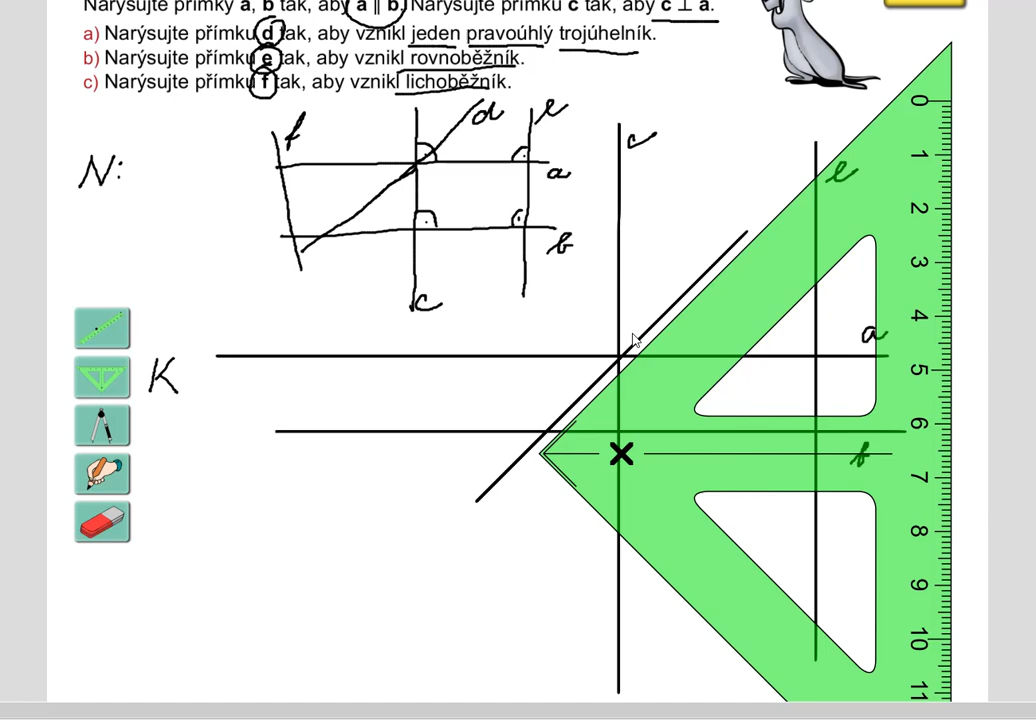 Narýsujte přímky a, b tak, aby a ∥ b. Narýsujte přímku c tak, aby c ⊥ a.
a) Narýsujte přímku d tak, aby vznikl jeden pravoúhlý trojúhelník.
b) Narýsujte přímku e tak, aby vznikl rovnoběžník.
c) Narýsujte přímku f tak, aby vznikl lichoběžník.
f d e
N: a
b
c
c
e
K a
b
0
1
2
3
4
5
6
7
8
9
10
11